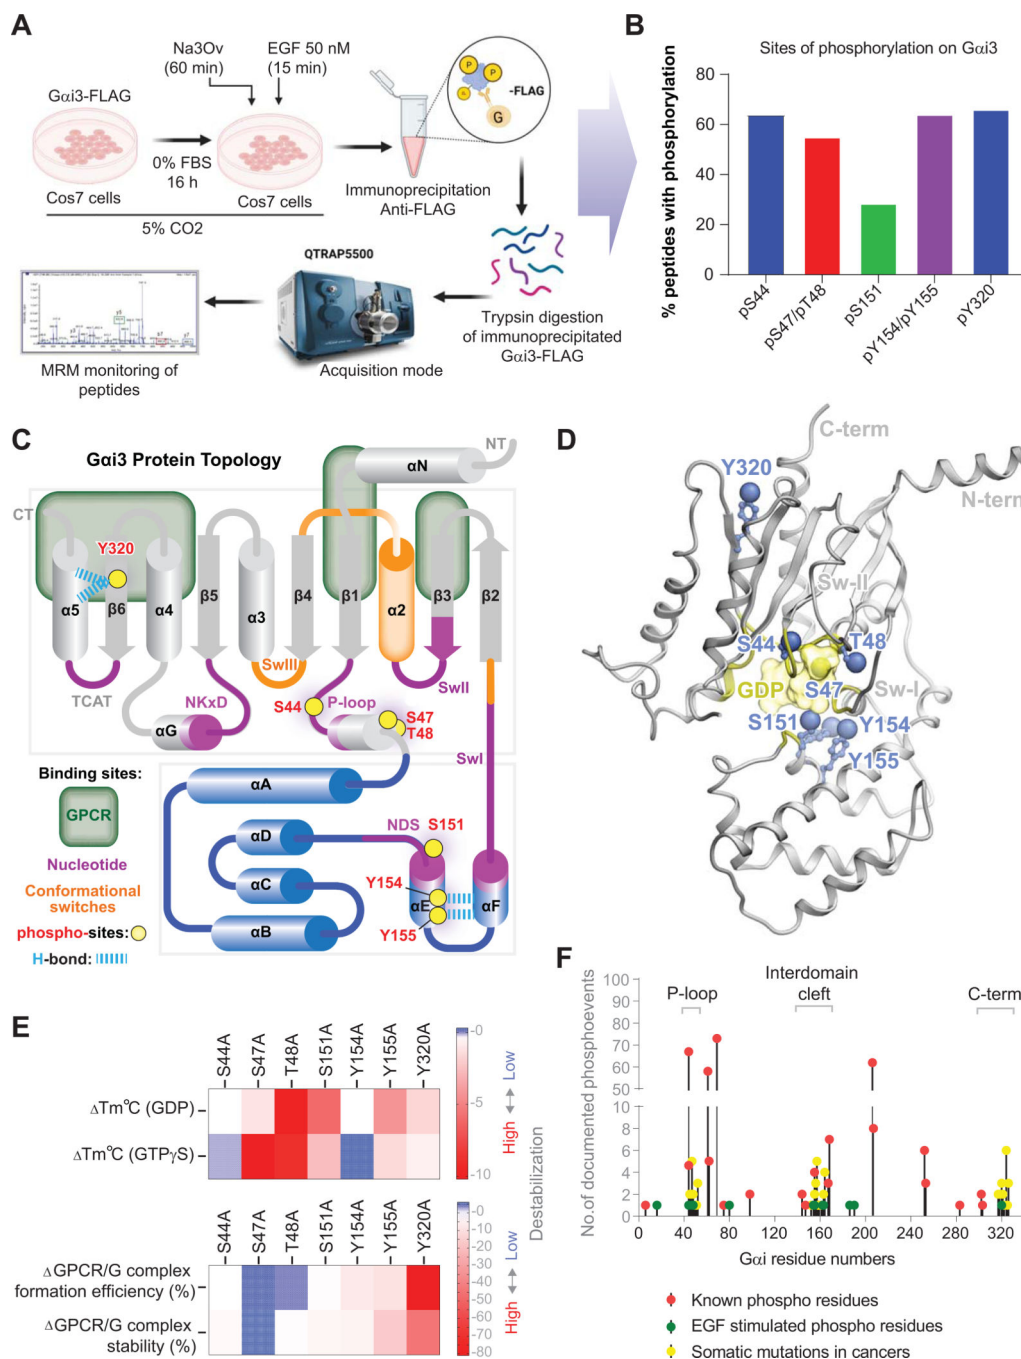 A
Na3Ov
(60 min)
EGF 50 nM
(15 min)
Gαi3-FLAG
0% FBS
16 h
Cos7 cells
Cos7 cells
5% CO2
P
P
-FLAG
G
Immunoprecipitation
Anti-FLAG
QTRAP5500
Trypsin digestion
of immunoprecipitated
Gαi3-FLAG
Acquisition mode
MRM monitoring of
peptides
B
Sites of phosphorylation on Gαi3
% peptides with phosphorylation
80
60
40
20
0
pS44
pS47/pT48
pS151
pY154/pY155
pY320
C
Gαi3 Protein Topology
NT
αN
CT
Y320
α5
β6
α4
β5
α3
β4
β1
α2
β3
β2
SwIII
SwII
TCAT
NKxD
S44
P-loop
S47
T48
αG
SwI
Binding sites:
GPCR
Nucleotide
Conformational
switches
phospho-sites:
H-bond:
αA
αD
αC
αB
NDS
S151
Y154
αE
αF
Y155
D
C-term
Y320
N-term
Sw-II
S44
T48
GDP
S47
Sw-I
S151
Y154
Y155
E
S44A
S47A
T48A
S151A
Y154A
Y155A
Y320A
ΔTm°C (GDP)
ΔTm°C (GTPγS)
0
-5
-10
High
Low
S44A
S47A
T48A
S151A
Y154A
Y155A
Y320A
ΔGPCR/G complex
formation efficiency (%)
ΔGPCR/G complex
stability (%)
0
-10
-20
-30
-40
-50
-60
-70
-80
High
Low
Destabilization
F
P-loop
Interdomain
cleft
C-term
No.of documented phosphoevents
100
90
80
70
60
50
10
8
6
4
2
0
0
40
80
120
160
200
240
280
320
Gαi residue numbers
Known phospho residues
EGF stimulated phospho residues
Somatic mutations in cancers